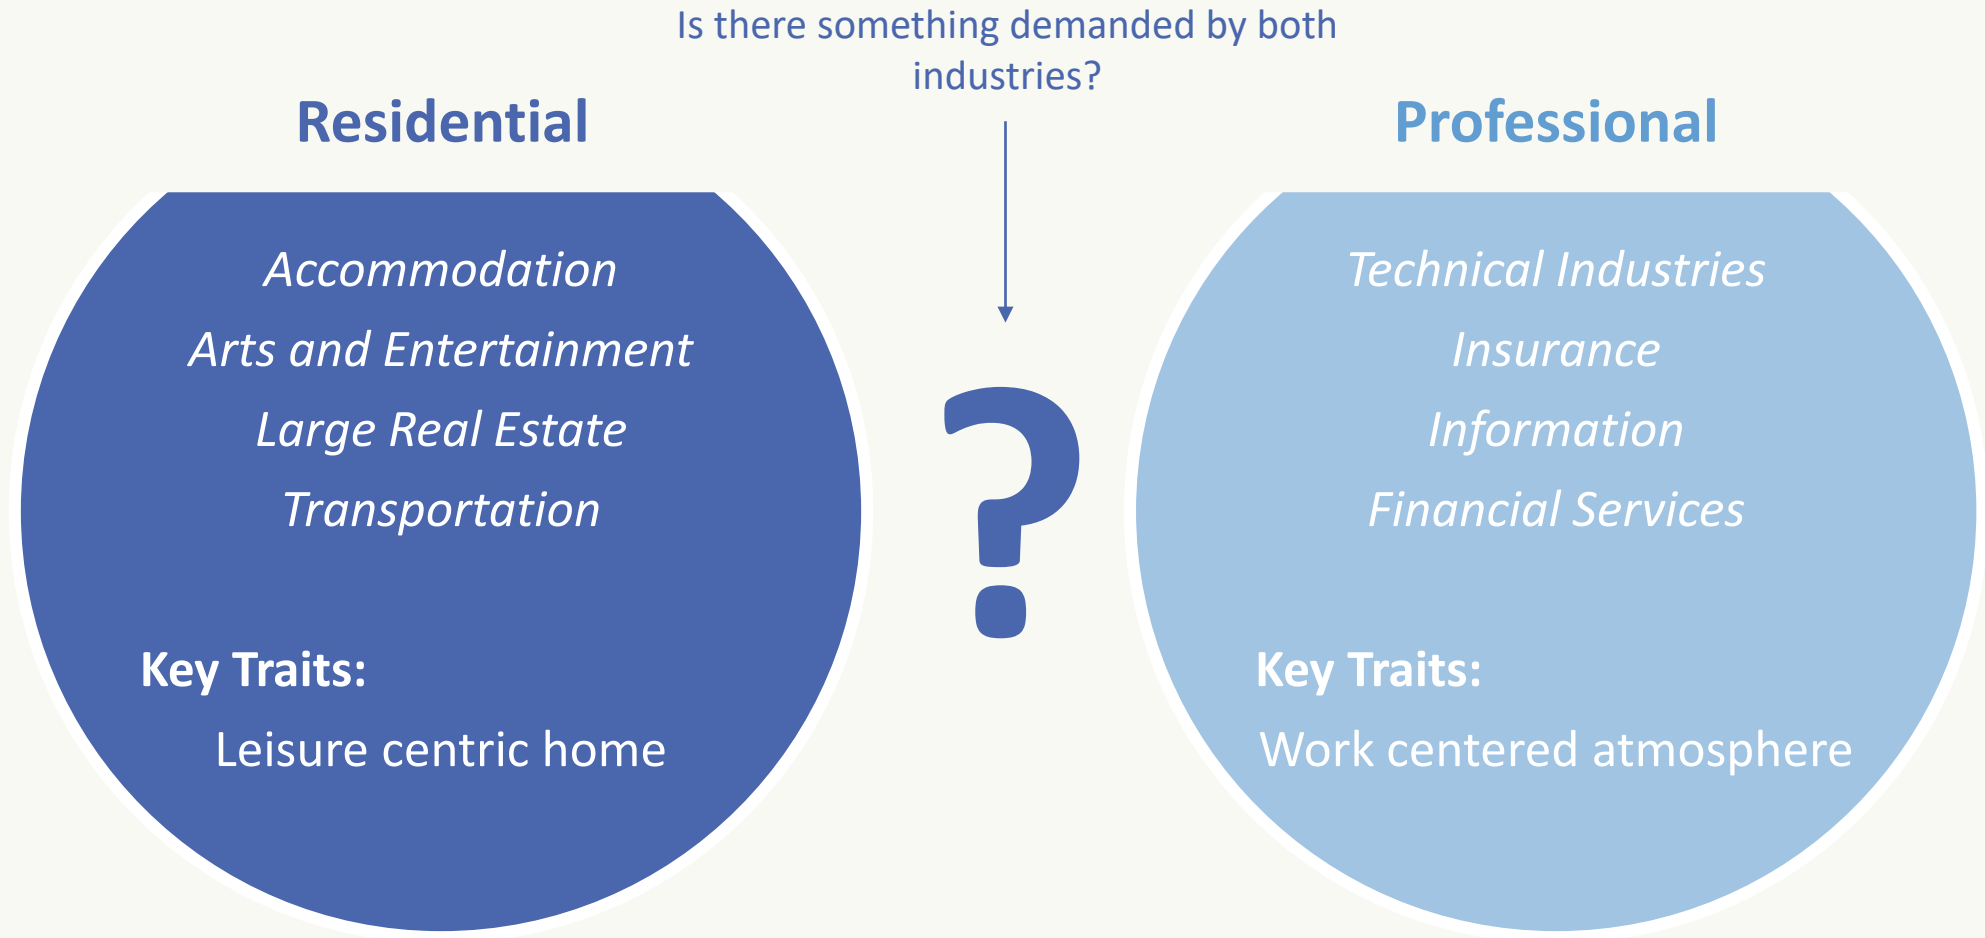 Is there something demanded by both
industries?
Residential
Accommodation
Arts and Entertainment
Large Real Estate
Transportation
Key Traits:
Leisure centric home
?
Professional
Technical Industries
Insurance
Information
Financial Services
Key Traits:
Work centered atmosphere